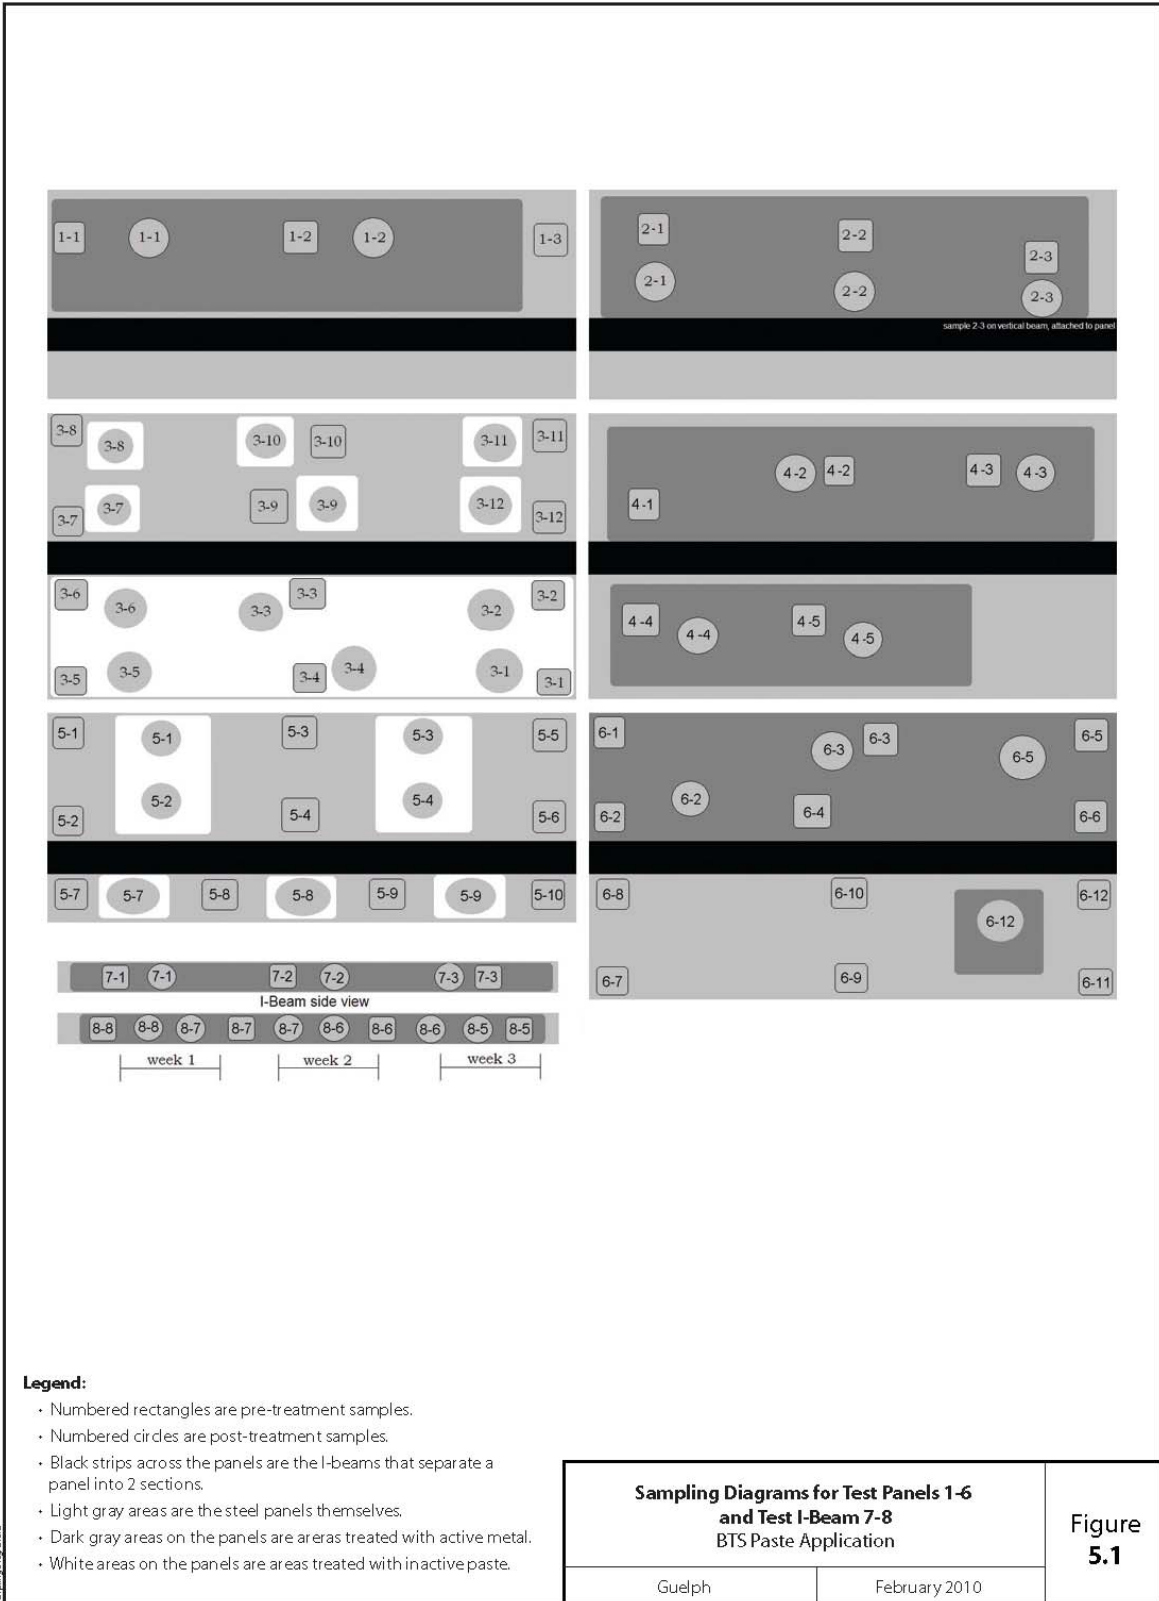 1-1 1-1 1-2 1-2 1-3
2-1 2-2 2-3
2-1 2-2 2-3
sample 2-3 on vertical beam, attached to panel
3-8 3-8 3-10 3-10 3-11 3-11
3-7 3-7 3-9 3-9 3-12 3-12
3-6 3-6 3-3 3-3 3-2 3-2
3-5 3-5 3-4 3-4 3-1 3-1
4-2 4-2 4-3 4-3
4-1
4-4 4-4 4-5 4-5
5-1 5-1 5-3 5-3 5-5
5-2 5-2 5-4 5-4 5-6
5-7 5-7 5-8 5-8 5-9 5-9 5-10
6-1 6-3 6-3 6-5 6-5
6-2 6-2 6-4 6-6
6-8 6-10 6-12 6-12
6-7 6-9 6-11
7-1 7-1 7-2 7-2 7-3 7-3
I-Beam side view
8-8 8-8 8-7 8-7 8-7 8-6 8-6 8-6 8-5 8-5
week 1 week 2 week 3
Legend:
• Numbered rectangles are pre-treatment samples.
• Numbered circles are post-treatment samples.
• Black strips across the panels are the I-beams that separate a
panel into 2 sections.
• Light gray areas are the steel panels themselves.
• Dark gray areas on the panels are areras treated with active metal.
• White areas on the panels are areas treated with inactive paste.
Sampling Diagrams for Test Panels 1-6
and Test I-Beam 7-8
BTS Paste Application
Guelph February 2010
Figure
5.1